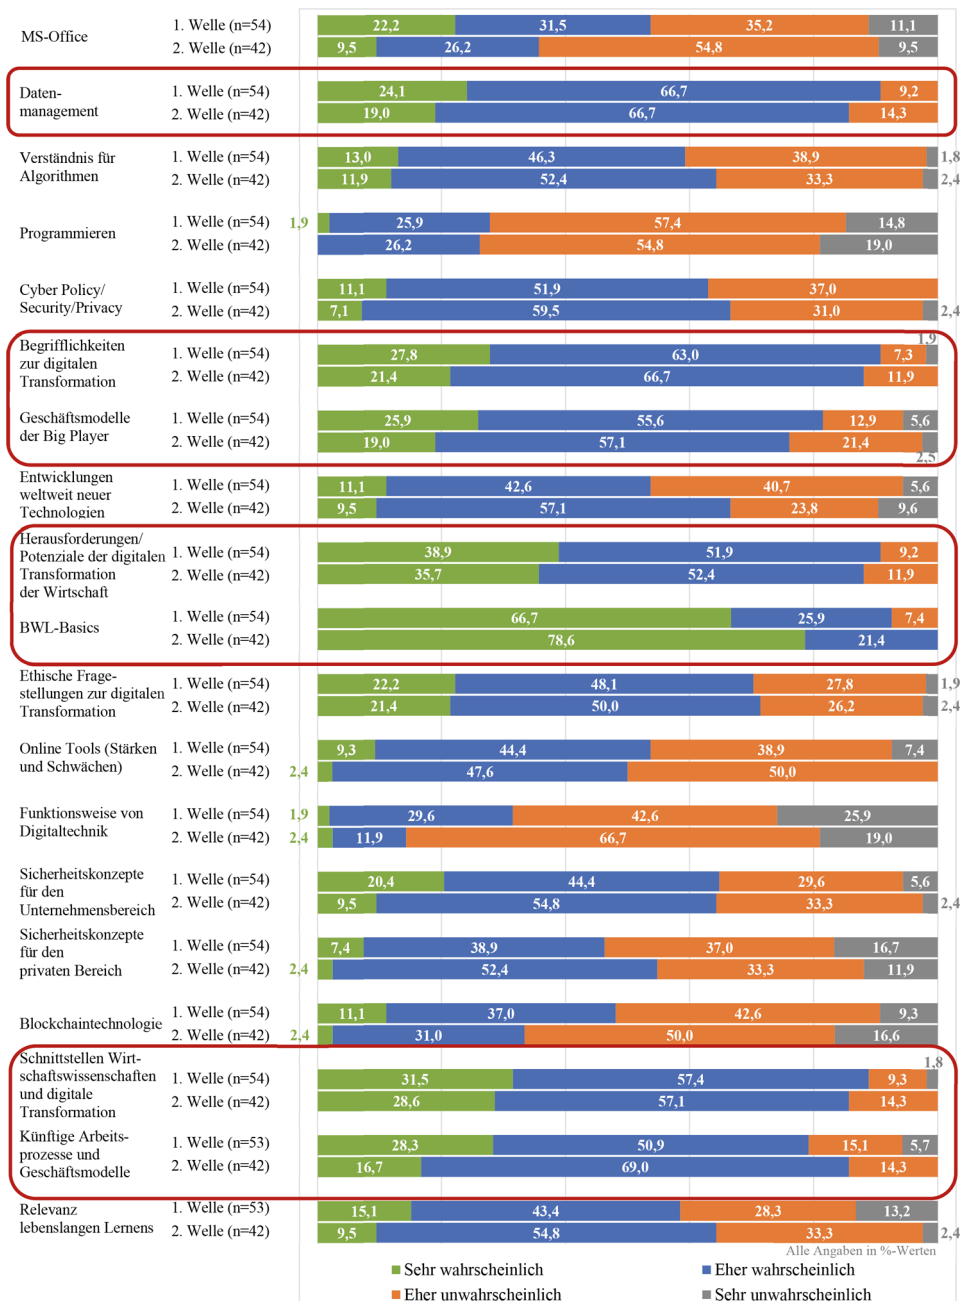 MS-Office
1. Welle (n=54) 22,2 31,5 35,2 11,1
2. Welle (n=42) 9,5 26,2 54,8 9,5
Daten-
management
1. Welle (n=54) 24,1 66,7 9,2
2. Welle (n=42) 19,0 66,7 14,3
Verständnis für
Algorithmen
1. Welle (n=54) 13,0 46,3 38,9 1,8
2. Welle (n=42) 11,9 52,4 33,3 2,4
Programmieren
1. Welle (n=54) 1,9 25,9 57,4 14,8
2. Welle (n=42) 26,2 54,8 19,0
Cyber Policy/
Security/Privacy
1. Welle (n=54) 11,1 51,9 37,0
2. Welle (n=42) 7,1 59,5 31,0 2,4
Begrifflichkeiten
zur digitalen
Transformation
1. Welle (n=54) 27,8 63,0 7,3 1,9
2. Welle (n=42) 21,4 66,7 11,9
Geschäftsmodelle
der Big Player
1. Welle (n=54) 25,9 55,6 12,9 5,6
2. Welle (n=42) 19,0 57,1 21,4 2,5
Entwicklungen
weltweit neuer
Technologien
1. Welle (n=54) 11,1 42,6 40,7 5,6
2. Welle (n=42) 9,5 57,1 23,8 9,6
Herausforderungen/
Potenziale der digitalen
Transformation
der Wirtschaft
1. Welle (n=54) 38,9 51,9 9,2
2. Welle (n=42) 35,7 52,4 11,9
BWL-Basics
1. Welle (n=54) 66,7 25,9 7,4
2. Welle (n=42) 78,6 21,4
Ethische Frage-
stellungen zur digitalen
Transformation
1. Welle (n=54) 22,2 48,1 27,8 1,9
2. Welle (n=42) 21,4 50,0 26,2 2,4
Online Tools (Stärken
und Schwächen)
1. Welle (n=54) 9,3 44,4 38,9 7,4
2. Welle (n=42) 2,4 47,6 50,0
Funktionsweise von
Digitaltechnik
1. Welle (n=54) 1,9 29,6 42,6 25,9
2. Welle (n=42) 2,4 11,9 66,7 19,0
Sicherheitskonzepte
für den
Unternehmensbereich
1. Welle (n=54) 20,4 44,4 29,6 5,6
2. Welle (n=42) 9,5 54,8 33,3 2,4
Sicherheitskonzepte
für den
privaten Bereich
1. Welle (n=54) 7,4 38,9 37,0 16,7
2. Welle (n=42) 2,4 52,4 33,3 11,9
Blockchaintechnologie
1. Welle (n=54) 11,1 37,0 42,6 9,3
2. Welle (n=42) 2,4 31,0 50,0 16,6
Schnittstellen Wirt-
schaftswissenschaften
und digitale
Transformation
1. Welle (n=54) 31,5 57,4 9,3 1,8
2. Welle (n=42) 28,6 57,1 14,3
Künftige Arbeits-
prozesse und
Geschäftsmodelle
1. Welle (n=53) 28,3 50,9 15,1 5,7
2. Welle (n=42) 16,7 69,0 14,3
Relevanz
lebenslangen Lernens
1. Welle (n=53) 15,1 43,4 28,3 13,2
2. Welle (n=42) 9,5 54,8 33,3 2,4
Alle Angaben in %-Werten
Sehr wahrscheinlich
Eher wahrscheinlich
Eher unwahrscheinlich
Sehr unwahrscheinlich